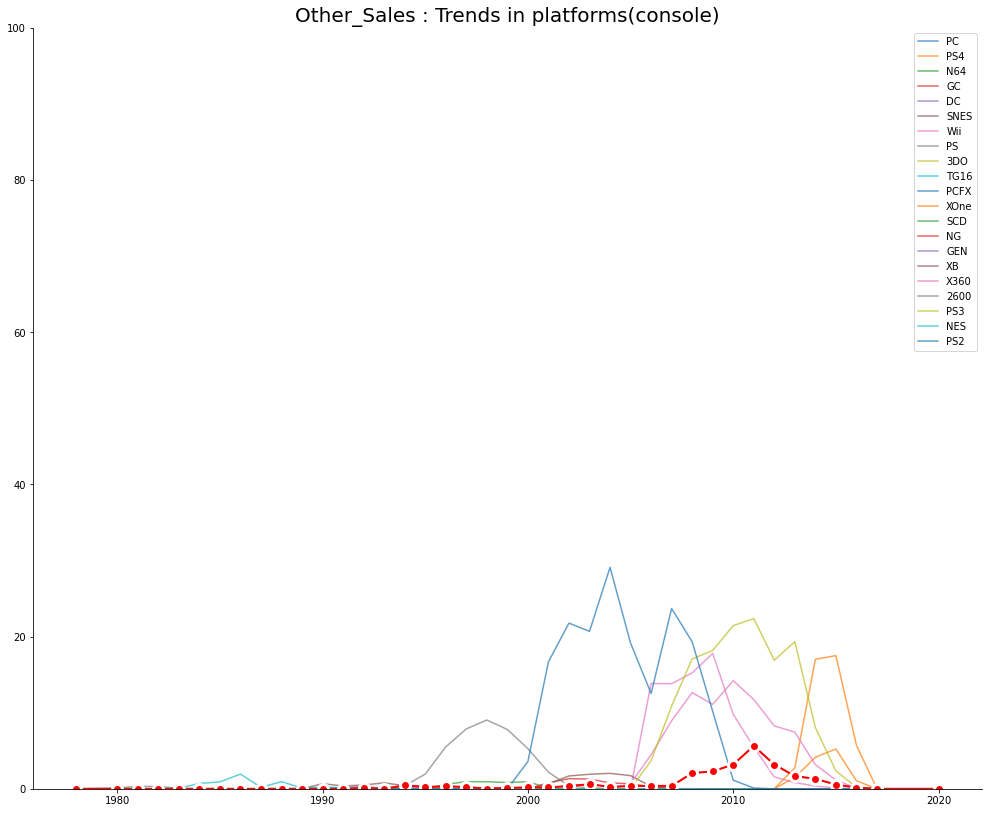 Other_Sales : Trends in platforms(console)
100
80
60
40
20
0
1980
1990
2000
2010
2020
PC
PS4
N64
GC
DC
SNES
Wii
PS
3DO
TG16
PCFX
XOne
SCD
NG
GEN
XB
X360
2600
PS3
NES
PS2